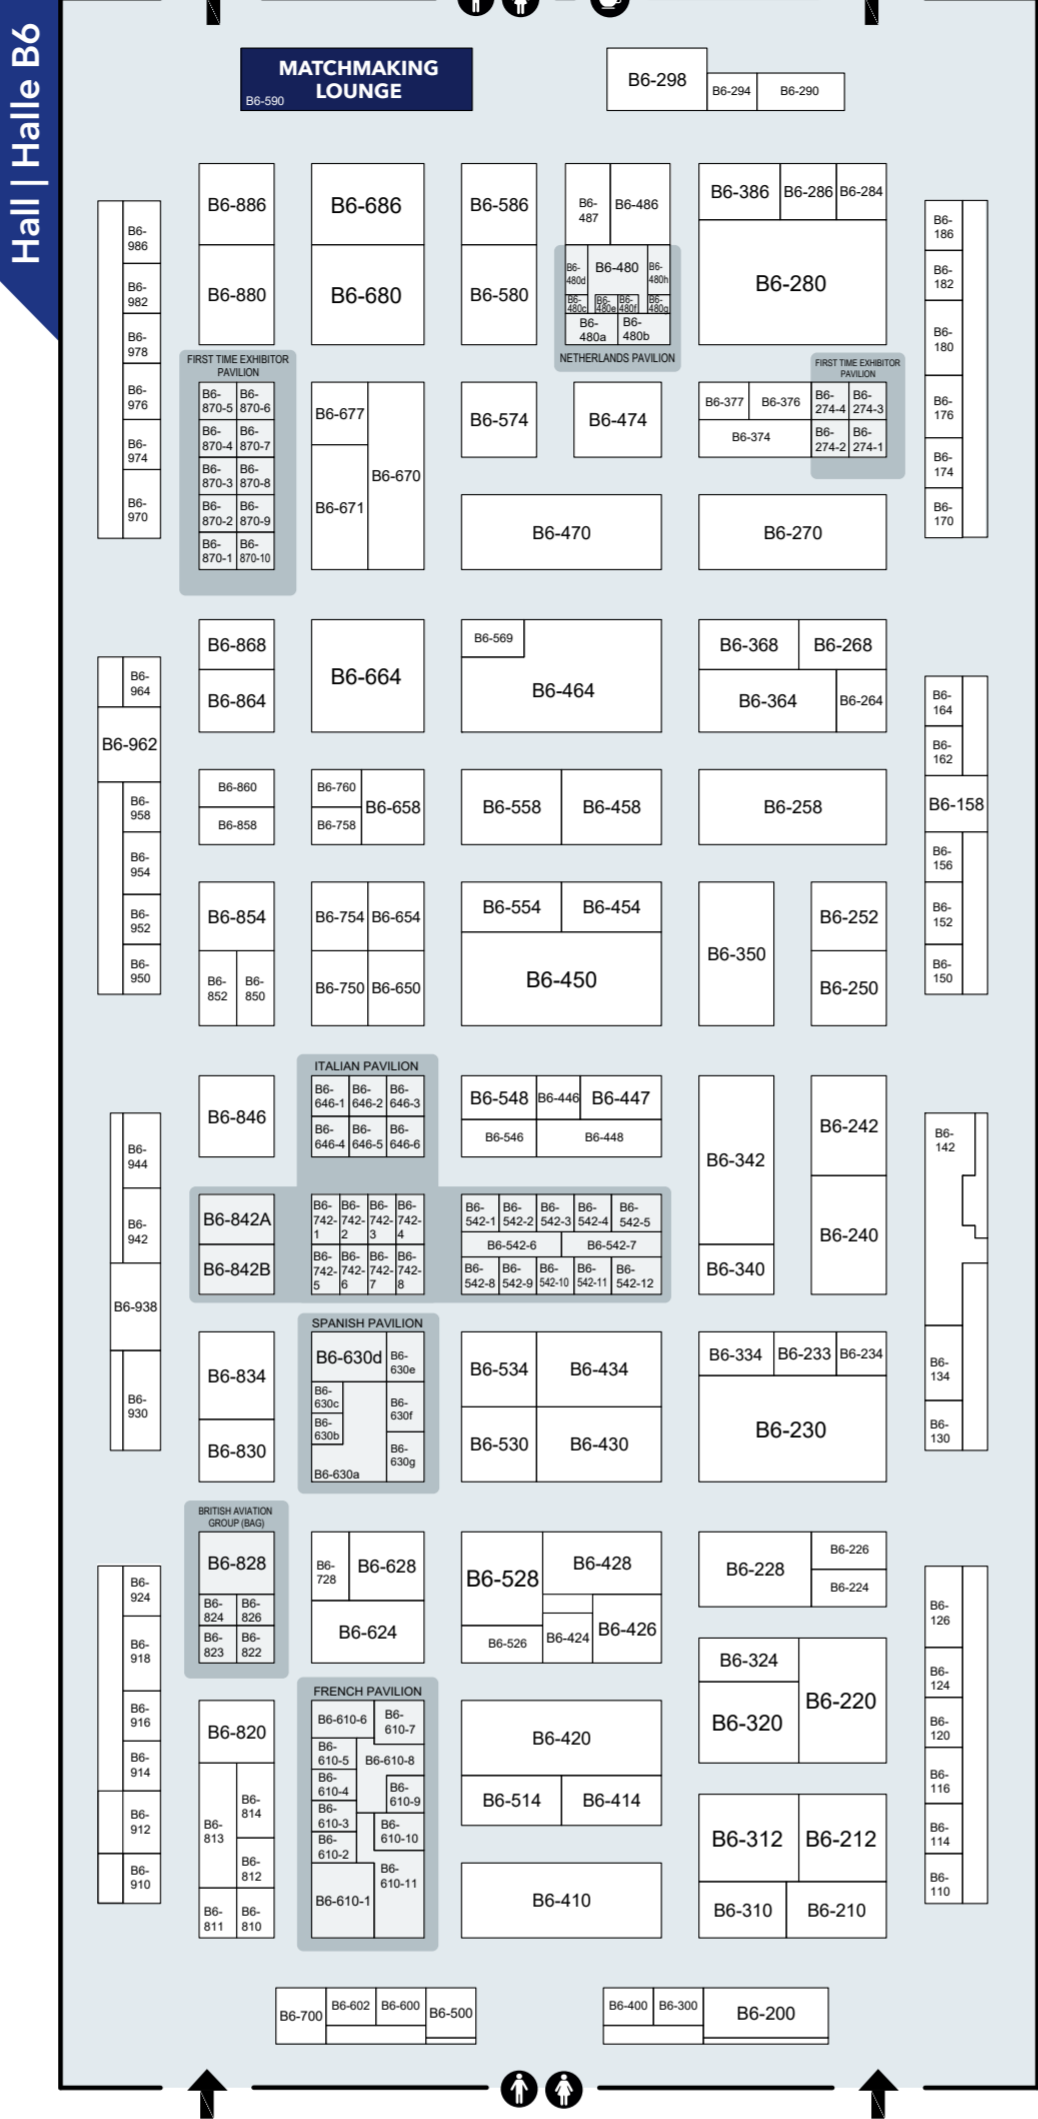 Hall | Halle B6
MATCHMAKING
LOUNGE
B6-590
B6-298
B6-294
B6-290
B6-886
B6-686
B6-586
B6-
487
B6-486
B6-386
B6-286
B6-284
B6-
986
B6-
186
B6-
982
B6-880
B6-680
B6-580
B6-
480d
B6-480
B6-
480h
B6-
480c
B6-
480e
B6-
480f
B6-
480g
B6-
480a
B6-
480b
NETHERLANDS PAVILION
B6-280
B6-
182
B6-
180
B6-
978
FIRST TIME EXHIBITOR
PAVILION
B6-
870-5
B6-
870-6
B6-
870-4
B6-
870-7
B6-
870-3
B6-
870-8
B6-
870-2
B6-
870-9
B6-
870-1
B6-
870-10
B6-
976
B6-
974
B6-
970
B6-677
B6-671
B6-670
B6-574
B6-474
B6-377
B6-376
B6-374
FIRST TIME EXHIBITOR
PAVILION
B6-
274-4
B6-
274-3
B6-
274-2
B6-
274-1
B6-
176
B6-
174
B6-
170
B6-470
B6-270
B6-868
B6-864
B6-664
B6-569
B6-464
B6-368
B6-268
B6-364
B6-264
B6-
964
B6-962
B6-
958
B6-
954
B6-
952
B6-
950
B6-
164
B6-
162
B6-158
B6-
156
B6-
152
B6-
150
B6-860
B6-858
B6-760
B6-758
B6-658
B6-558
B6-458
B6-258
B6-854
B6-
852
B6-
850
B6-754
B6-654
B6-750
B6-650
B6-554
B6-454
B6-450
B6-350
B6-252
B6-250
ITALIAN PAVILION
B6-
646-1
B6-
646-2
B6-
646-3
B6-
646-4
B6-
646-5
B6-
646-6
B6-846
B6-548
B6-446
B6-447
B6-546
B6-448
B6-342
B6-340
B6-242
B6-240
B6-
944
B6-
942
B6-938
B6-
930
B6-
142
B6-
134
B6-
130
B6-842A
B6-842B
B6-
742-
1
B6-
742-
2
B6-
742-
3
B6-
742-
4
B6-
742-
5
B6-
742-
6
B6-
742-
7
B6-
742-
8
B6-
542-1
B6-
542-2
B6-
542-3
B6-
542-4
B6-
542-5
B6-542-6
B6-542-7
B6-
542-8
B6-
542-9
B6-
542-10
B6-
542-11
B6-
542-12
SPANISH PAVILION
B6-630d
B6-
630e
B6-
630c
B6-
630b
B6-
630f
B6-
630g
B6-630a
B6-834
B6-830
B6-534
B6-434
B6-530
B6-430
B6-334
B6-233
B6-234
B6-230
BRITISH AVIATION
GROUP (BAG)
B6-828
B6-
824
B6-
826
B6-
823
B6-
822
B6-
728
B6-628
B6-624
B6-528
B6-526
B6-428
B6-424
B6-426
B6-228
B6-226
B6-224
B6-
924
B6-
918
B6-
916
B6-
914
B6-
912
B6-
910
B6-
126
B6-
124
B6-
120
B6-
116
B6-
114
B6-
110
B6-324
B6-320
B6-220
FRENCH PAVILION
B6-610-6
B6-
610-7
B6-
610-5
B6-610-8
B6-
610-4
B6-
610-9
B6-
610-3
B6-
610-10
B6-
610-2
B6-610-1
B6-
610-11
B6-820
B6-
813
B6-
814
B6-
812
B6-
811
B6-
810
B6-420
B6-514
B6-414
B6-410
B6-312
B6-212
B6-310
B6-210
B6-700
B6-602
B6-600
B6-500
B6-400
B6-300
B6-200